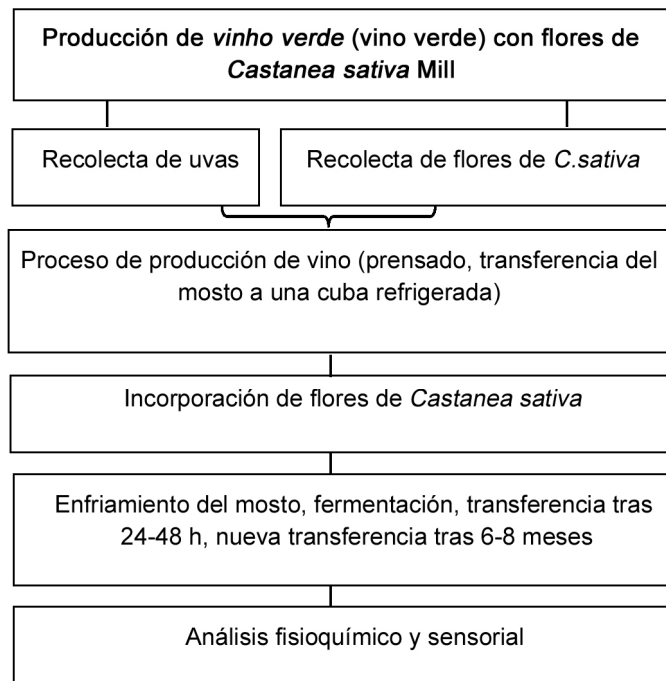 Producción de vinho verde (vino verde) con flores de
Castanea sativa Mill
Recolecta de uvas
Recolecta de flores de C.sativa
Proceso de producción de vino (prensado, transferencia del
mosto a una cuba refrigerada)
Incorporación de flores de Castanea sativa
Enfriamiento del mosto, fermentación, transferencia tras
24-48 h, nueva transferencia tras 6-8 meses
Análisis fisioquímico y sensorial